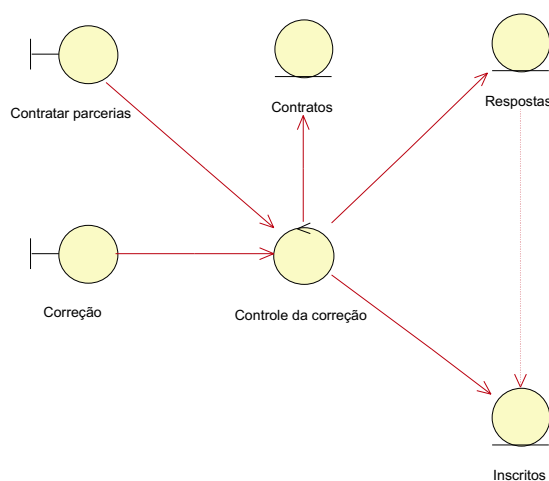 Contratar parcerias
Contratos
Respostas
Correção
Controle da correção
Inscritos